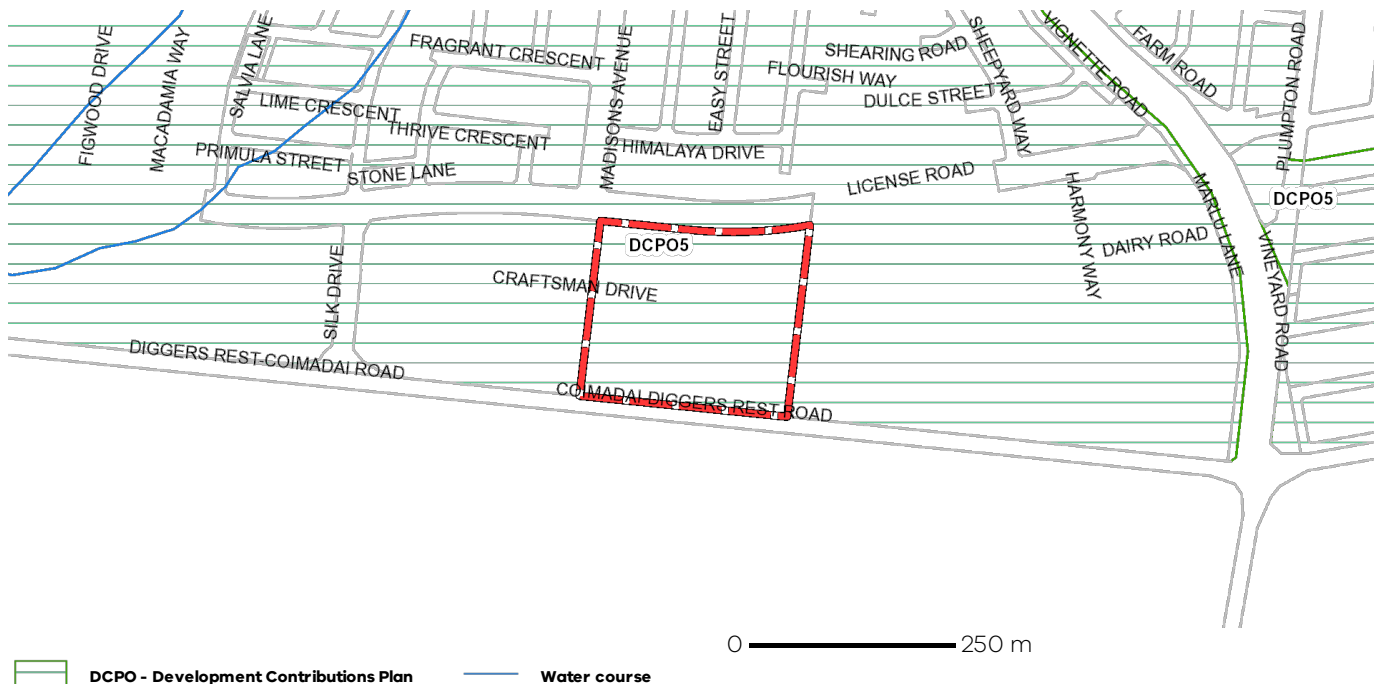 FIGWOOD DRIVE
MACADAMIA WAY
SALVIA LANE
FRAGRANT CRESCENT
MADISONS AVENUE
EASY STREET
SHEARING ROAD
SHEEPYARD WAY
VIGNETTE ROAD
FARM ROAD
PLUMPTON ROAD
FLOURISH WAY
LIME CRESCENT
DULCE STREET
THRIVE CRESCENT
PRIMULA STREET
HIMALAYA DRIVE
STONE LANE
LICENSE ROAD
HARMONY WAY
MARLU LANE
DCPO5
DCPO5
DAIRY ROAD
VINEYARD ROAD
SILK DRIVE
CRAFTSMAN DRIVE
DIGGERS REST-COIMADAI ROAD
COIMADAI-DIGGERS REST ROAD
0 250 m
DCPO - Development Contributions Plan
Water course